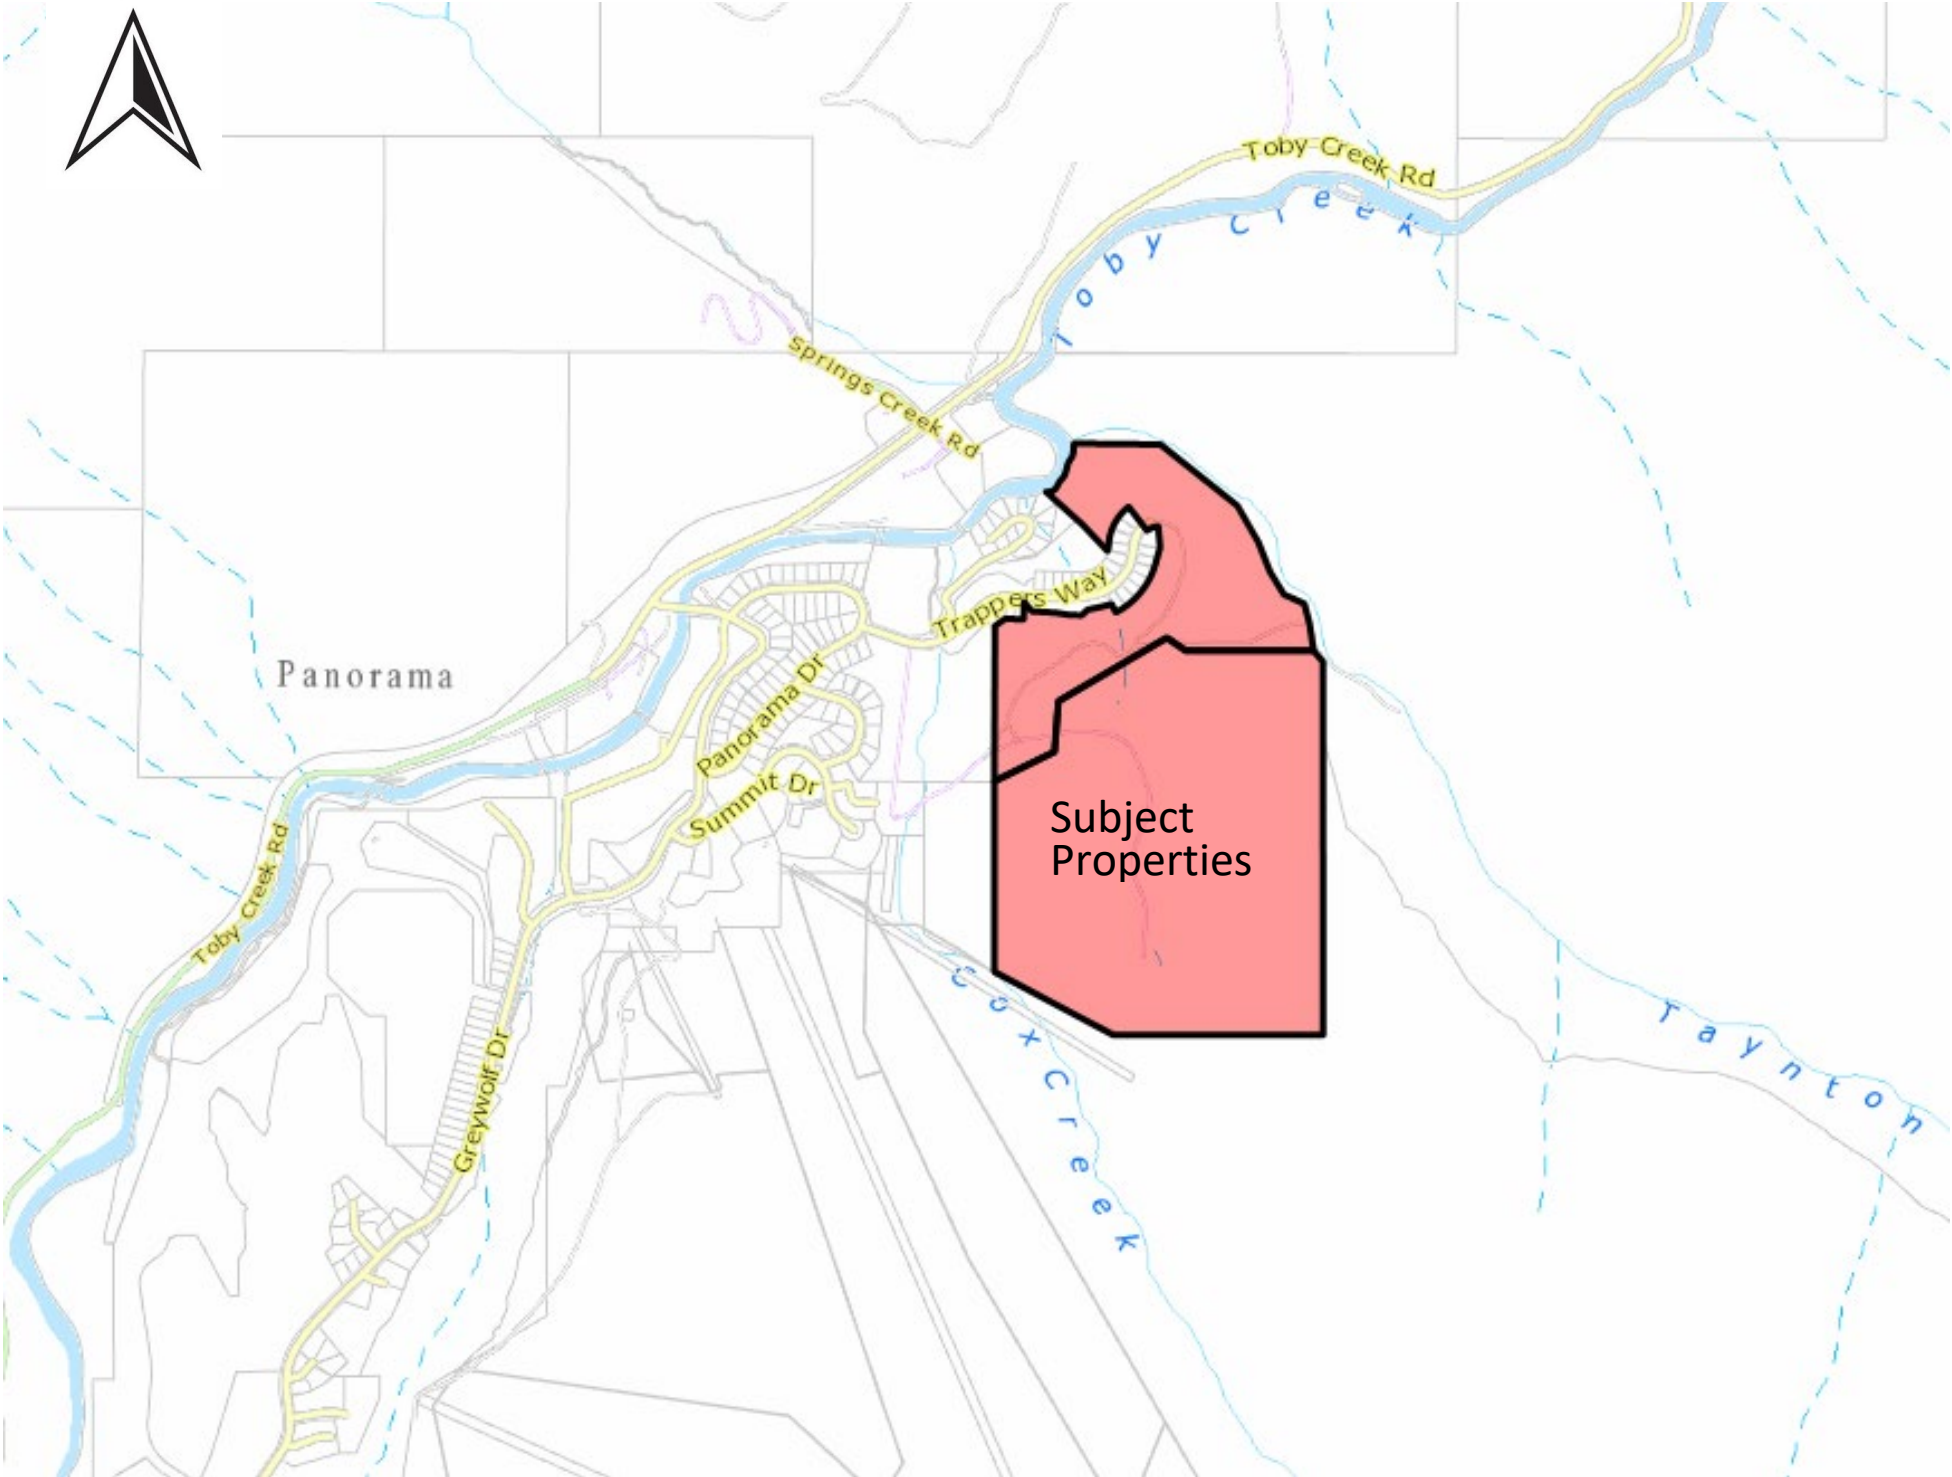 Toby Creek Rd
Toby Creek
Springs Creek Rd
Trappers Way
Panorama
Panorama Dr
Summit Dr
Subject
Properties
Toby Creek Rd
Cox Creek
Taynton
Greywolf Dr